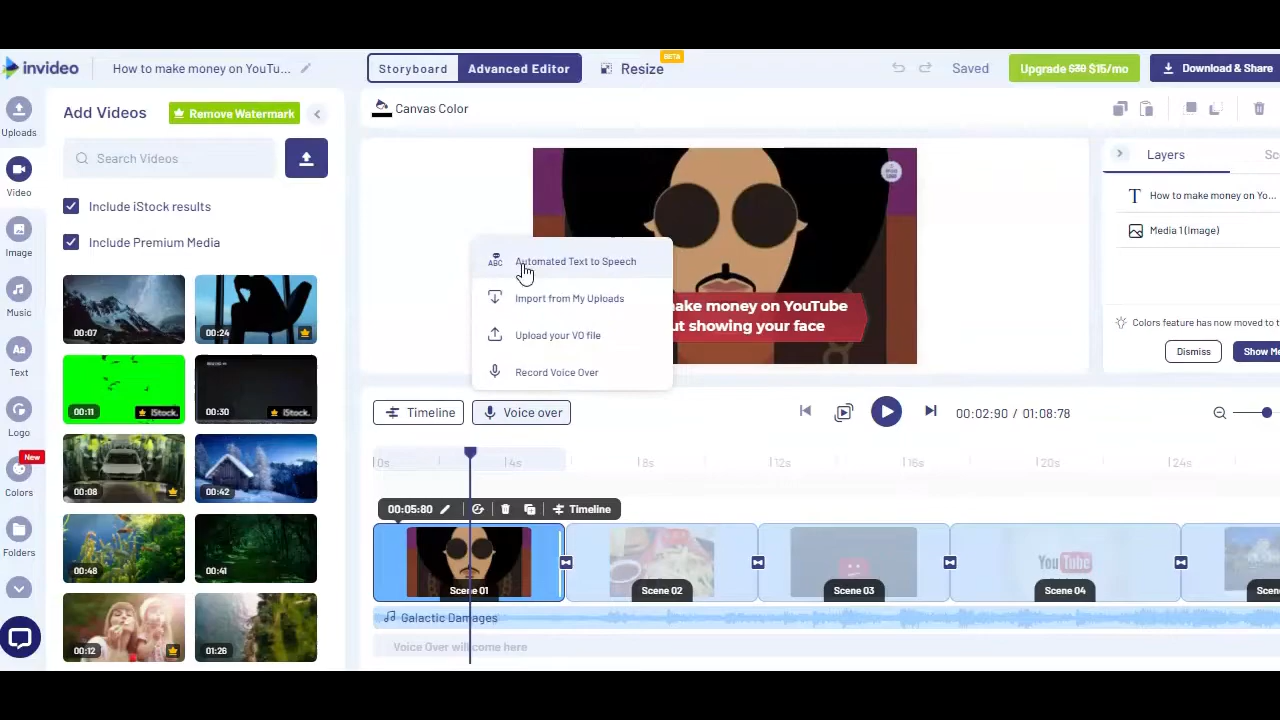 invideo
How to make money on YouTu...
Storyboard
Advanced Editor
Resize
BETA
Saved
Upgrade $30 $15/mo
Download & Share
Uploads
Video
Image
Music
Text
Aa
Logo
New
Colors
Folders
Add Videos
Remove Watermark
Search Videos
Include iStock results
Include Premium Media
00:07
00:24
00:11
iStock.
00:30
iStock.
00:08
00:42
00:48
00:41
00:12
01:26
Canvas Color
ake money on YouTube
ut showing your face
ABC
Automated Text to Speech
Import from My Uploads
Upload your VO file
Record Voice Over
Layers
Sc
T
How to make money on Yo...
Media 1 (Image)
Colors feature has now moved to t
Dismiss
Show Me
Timeline
Voice over
00:02:90 / 01:08:78
0s
4s
8s
12s
16s
20s
24s
00:05:80
Timeline
Scene 01
Scene 02
Scene 03
YouTube
Scene 04
Scen
Galactic Damages
Voice Over will come here